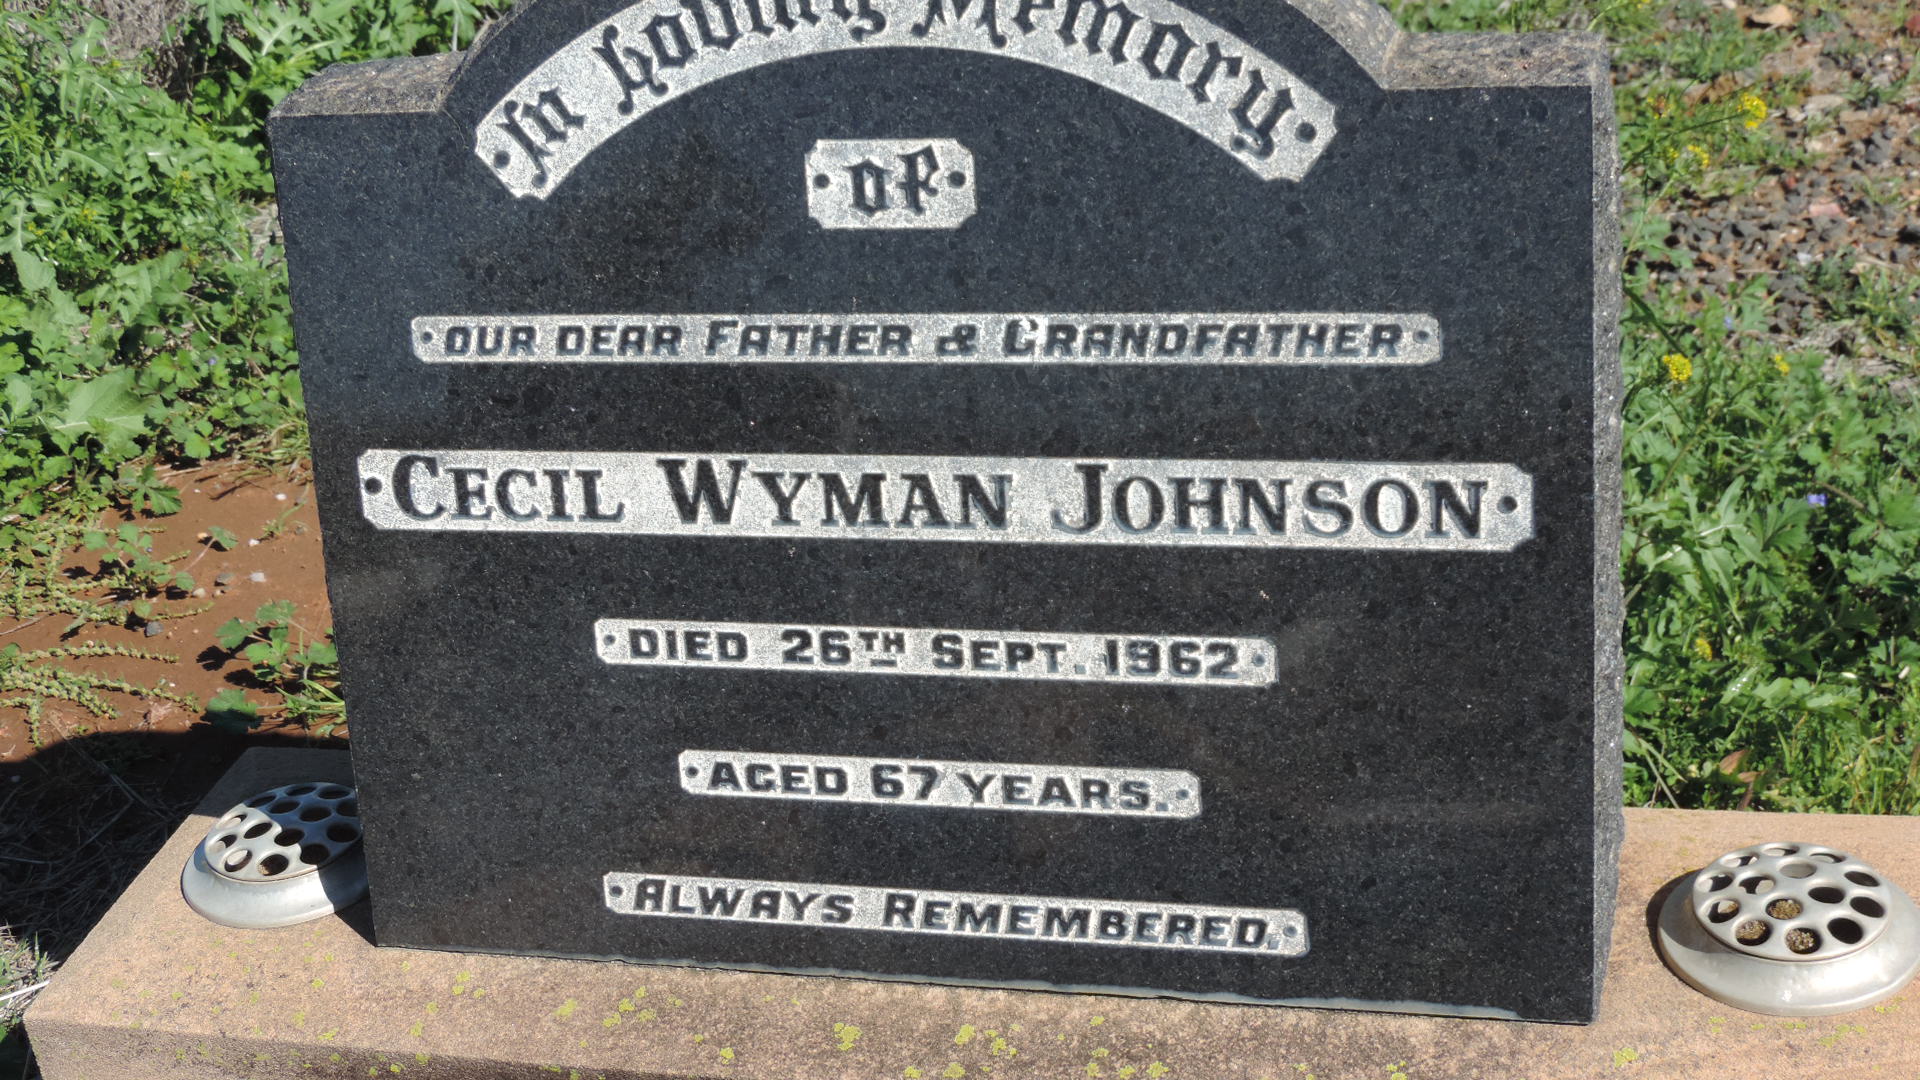 In Loving Memory
OF
OUR DEAR FATHER & GRANDFATHER
CECIL WYMAN JOHNSON
DIED 26TH SEPT. 1962
AGED 67 YEARS.
ALWAYS REMEMBERED.